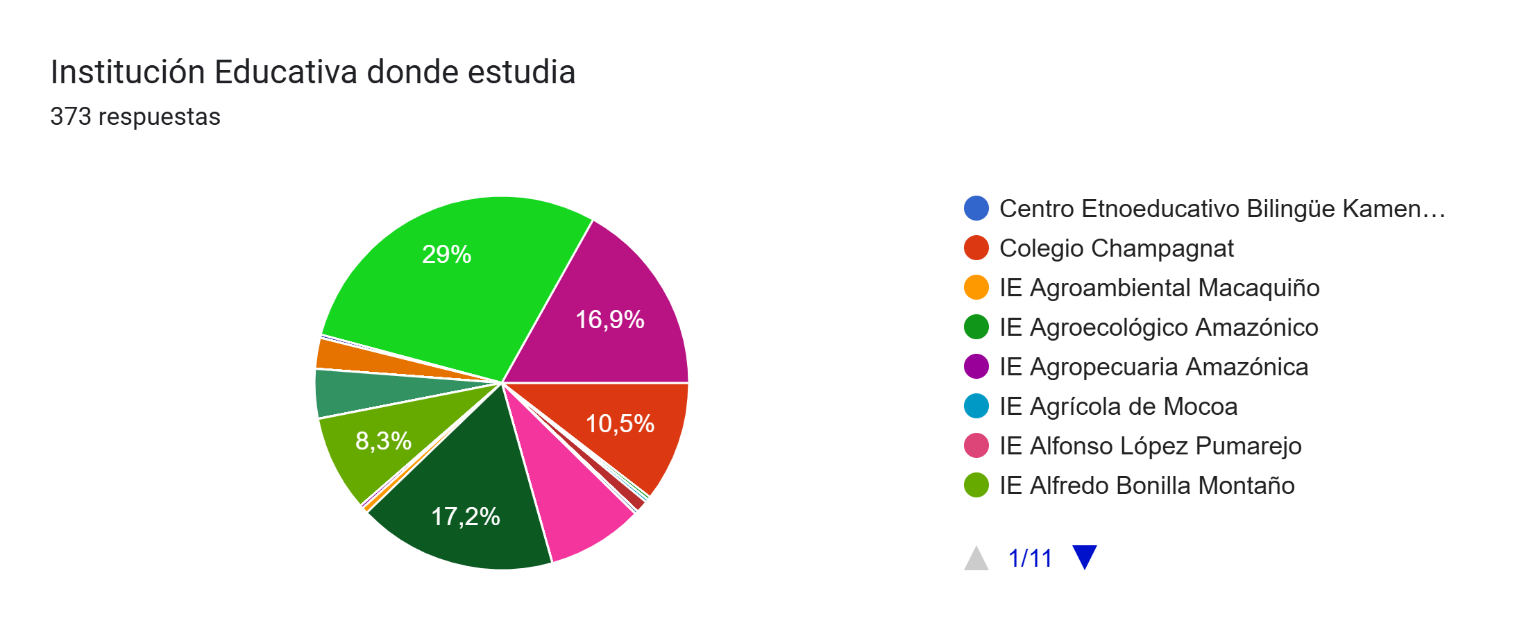 Institución Educativa donde estudia
373 respuestas
29%
16,9%
10,5%
8,3%
17,2%
Centro Etnoeducativo Bilingüe Kamen…
Colegio Champagnat
IE Agroambiental Macaquiño
IE Agroecológico Amazónico
IE Agropecuaria Amazónica
IE Agrícola de Mocoa
IE Alfonso López Pumarejo
IE Alfredo Bonilla Montaño
1/11